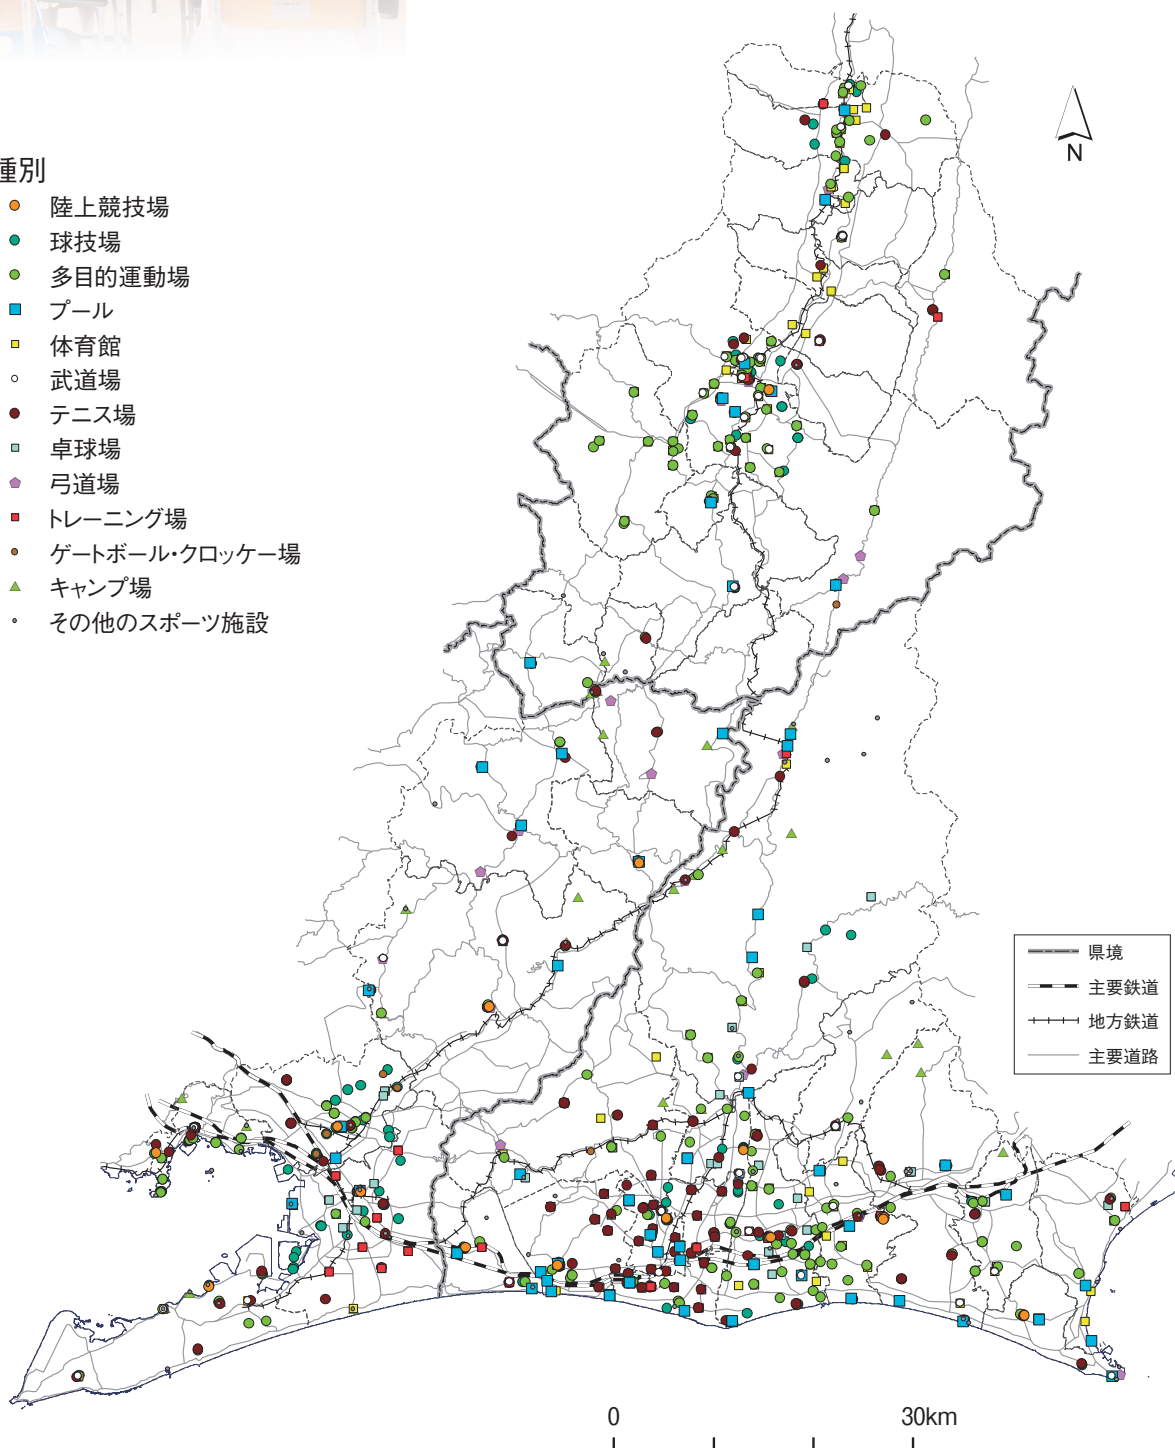 N
種別
陸上競技場
球技場
多目的運動場
プール
体育館
武道場
テニス場
卓球場
弓道場
トレーニング場
ゲートボール・クロッケー場
キャンプ場
その他のスポーツ施設
県境
主要鉄道
地方鉄道
主要道路
0 30km